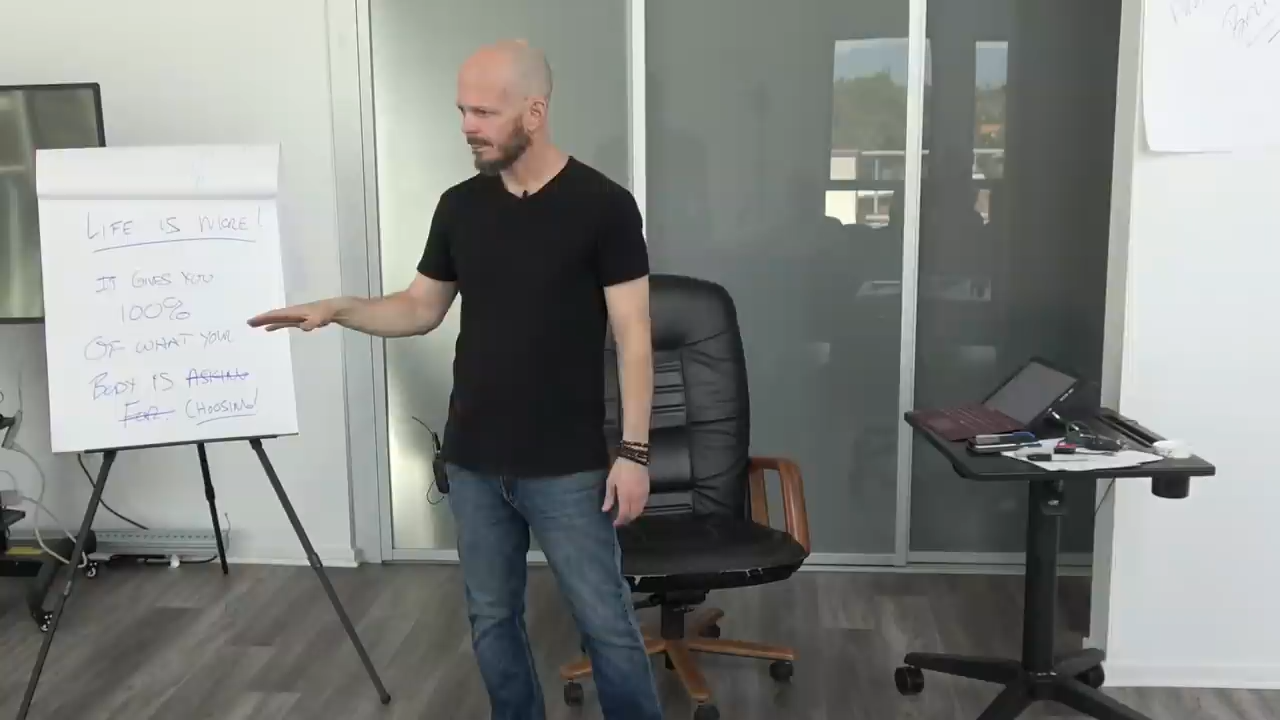 LIFE IS MORE!
IT GIVES YOU
100%
OF WHAT YOUR
BODY IS ASKING
FOR CHOOSING!